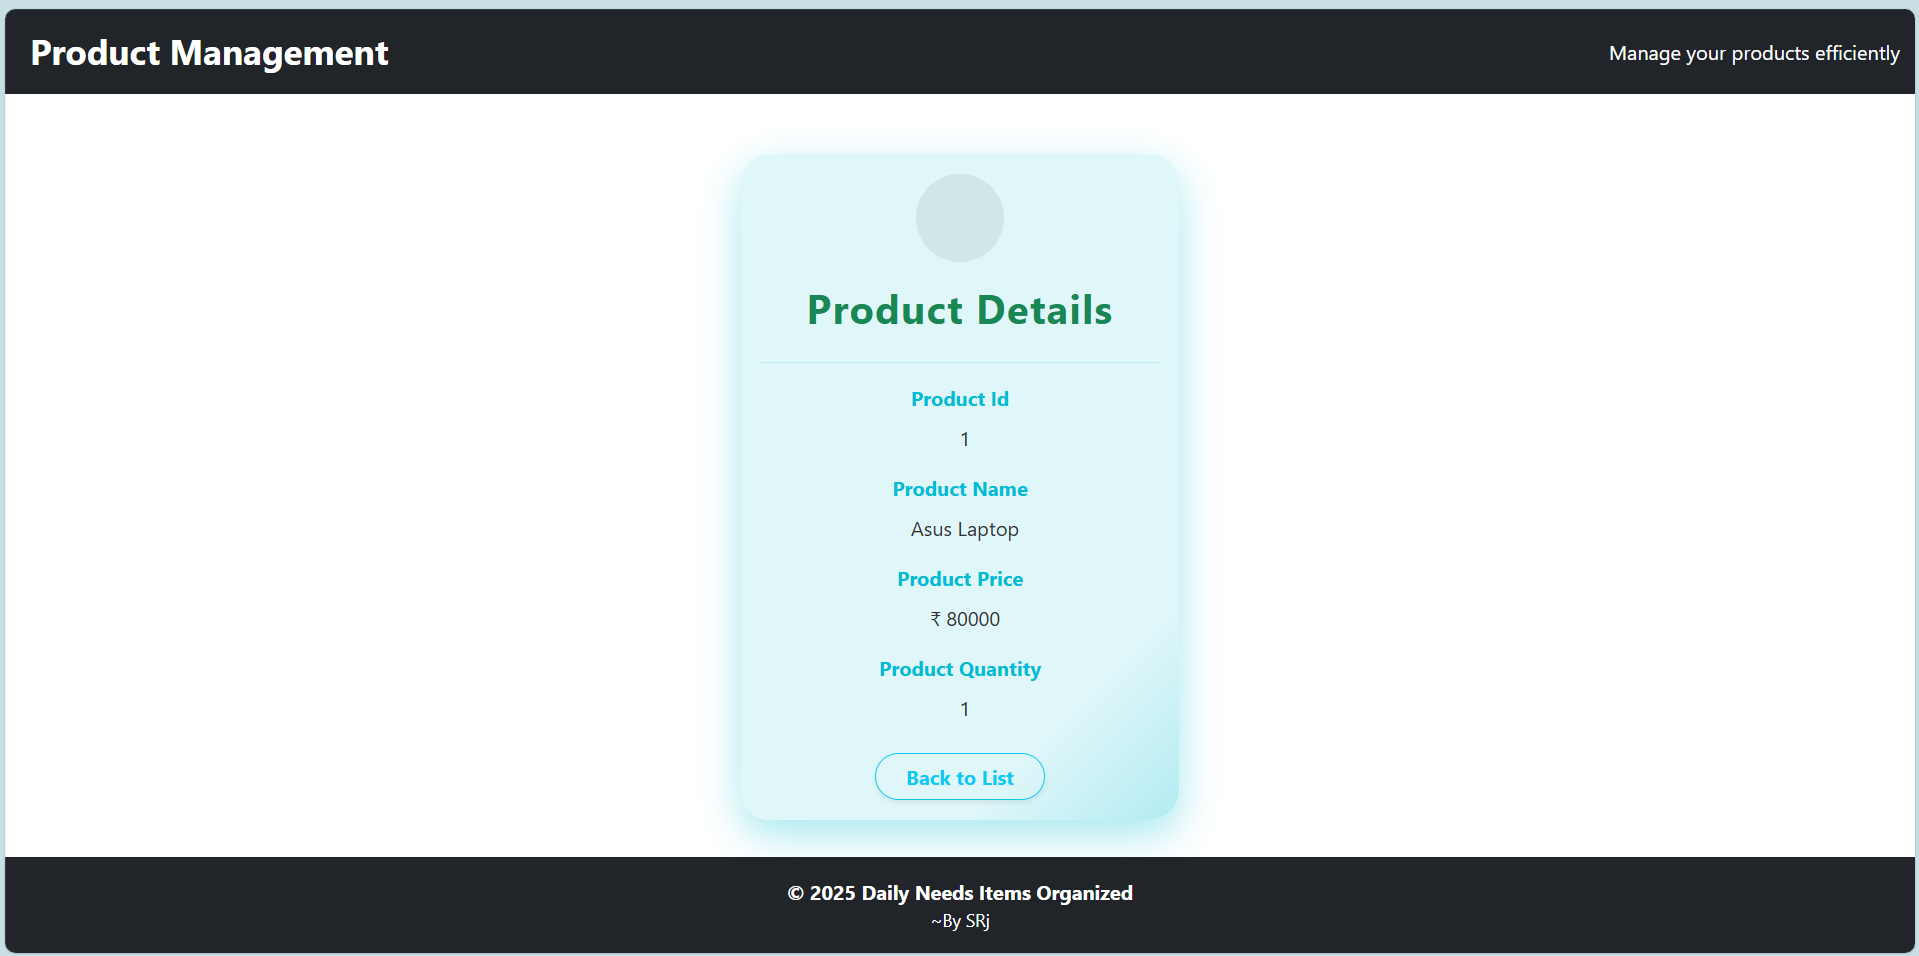 Product Management
Manage your products efficiently
Product Details
Product Id
1
Product Name
Asus Laptop
Product Price
₹ 80000
Product Quantity
1
Back to List
© 2025 Daily Needs Items Organized
~By SRj